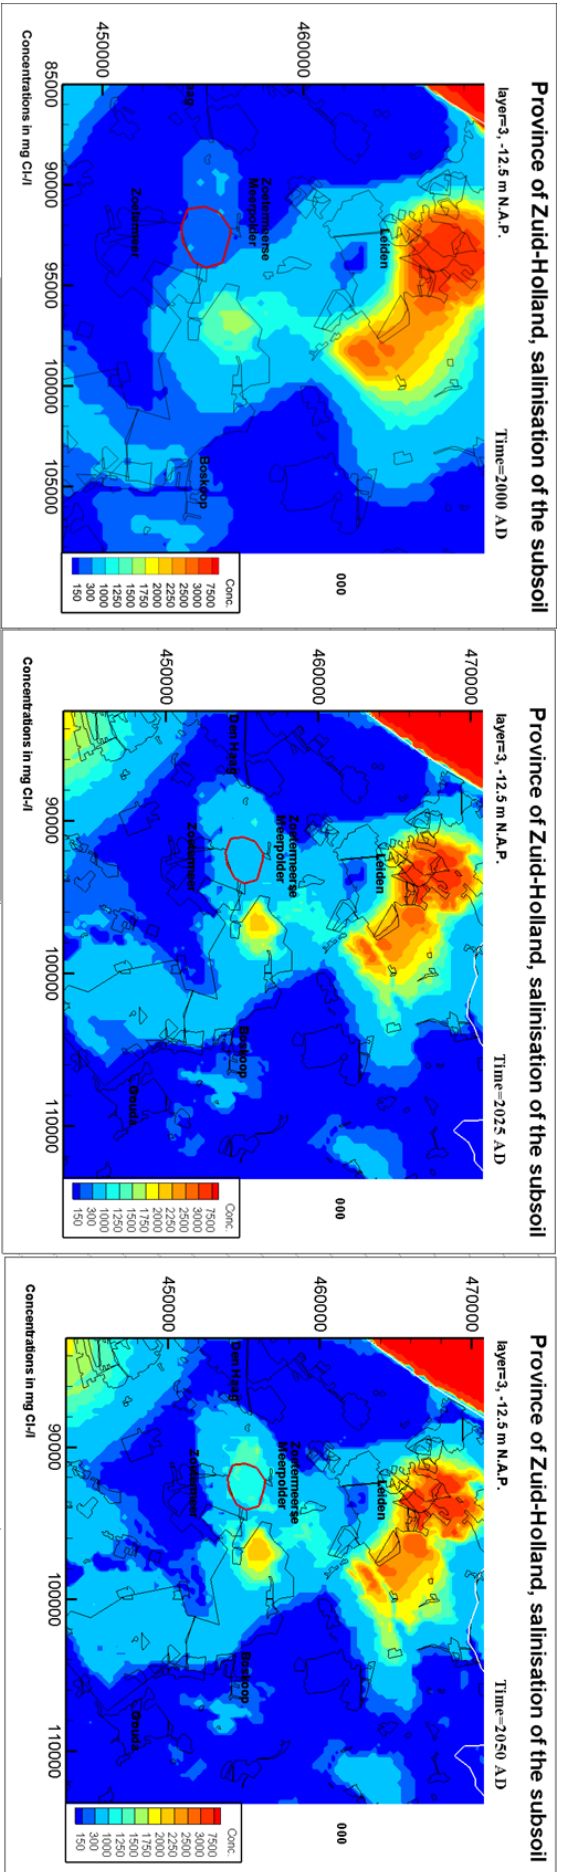 Province of Zuid-Holland, salinisation of the subsoil
layer=3, -12.5 m N.A.P.
Time=2000 AD
460000
450000
Leiden
Zoetermeerse
Meerpolder
aag
Zoetermeer
Boskoop
85000
90000
95000
100000
105000
Concentrations in mg Cl-/l
000
Conc.
7500
3000
2500
2250
2000
1750
1500
1250
1000
300
150
Province of Zuid-Holland, salinisation of the subsoil
layer=3, -12.5 m N.A.P.
Time=2025 AD
470000
460000
450000
Leiden
Zoetermeerse
Meerpolder
Den Haag
Zoetermeer
Boskoop
Gouda
90000
100000
110000
Concentrations in mg Cl-/l
000
Conc.
7500
3000
2500
2250
2000
1750
1500
1250
1000
300
150
Province of Zuid-Holland, salinisation of the subsoil
layer=3, -12.5 m N.A.P.
Time=2050 AD
470000
460000
450000
Leiden
Zoetermeerse
Meerpolder
Den Haag
Zoetermeer
Boskoop
Gouda
90000
100000
110000
Concentrations in mg Cl-/l
000
Conc.
7500
3000
2500
2250
2000
1750
1500
1250
1000
300
150